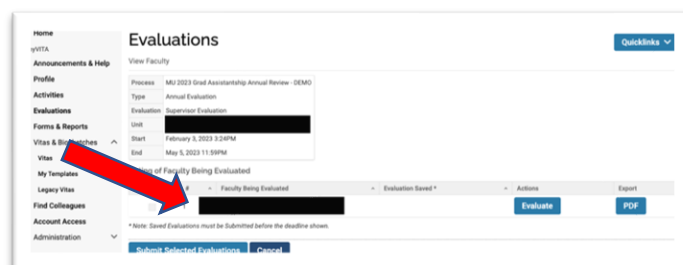 Home
myVITA
Announcements & Help
Profile
Activities
Evaluations
Forms & Reports
Vitas & Biosketches
Vitas
My Templates
Legacy Vitas
Find Colleagues
Account Access
Administration
Evaluations
Quicklinks
View Faculty
Process MU 2023 Grad Assistantship Annual Review - DEMO
Type Annual Evaluation
Evaluation Supervisor Evaluation
Unit
Start February 3, 2023 3:24PM
End May 5, 2023 11:59PM
of Faculty Being Evaluated
# Faculty Being Evaluated Evaluation Saved * Actions Export
1 Evaluate PDF
* Note: Saved Evaluations must be Submitted before the deadline shown.
Submit Selected Evaluations Cancel